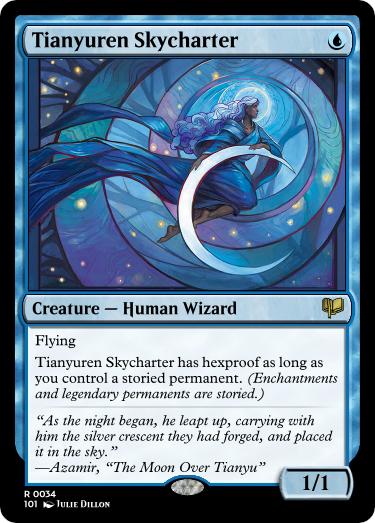 Tianyuren Skycharter
Creature — Human Wizard
Flying
Tianyuren Skycharter has hexproof as long as
you control a storied permanent. (Enchantments
and legendary permanents are storied.)
“As the night began, he leapt up, carrying with
him the silver crescent they had forged, and placed
it in the sky.”
—Azamir, “The Moon Over Tianyu”
1/1
R 0034
101 Julie Dillon